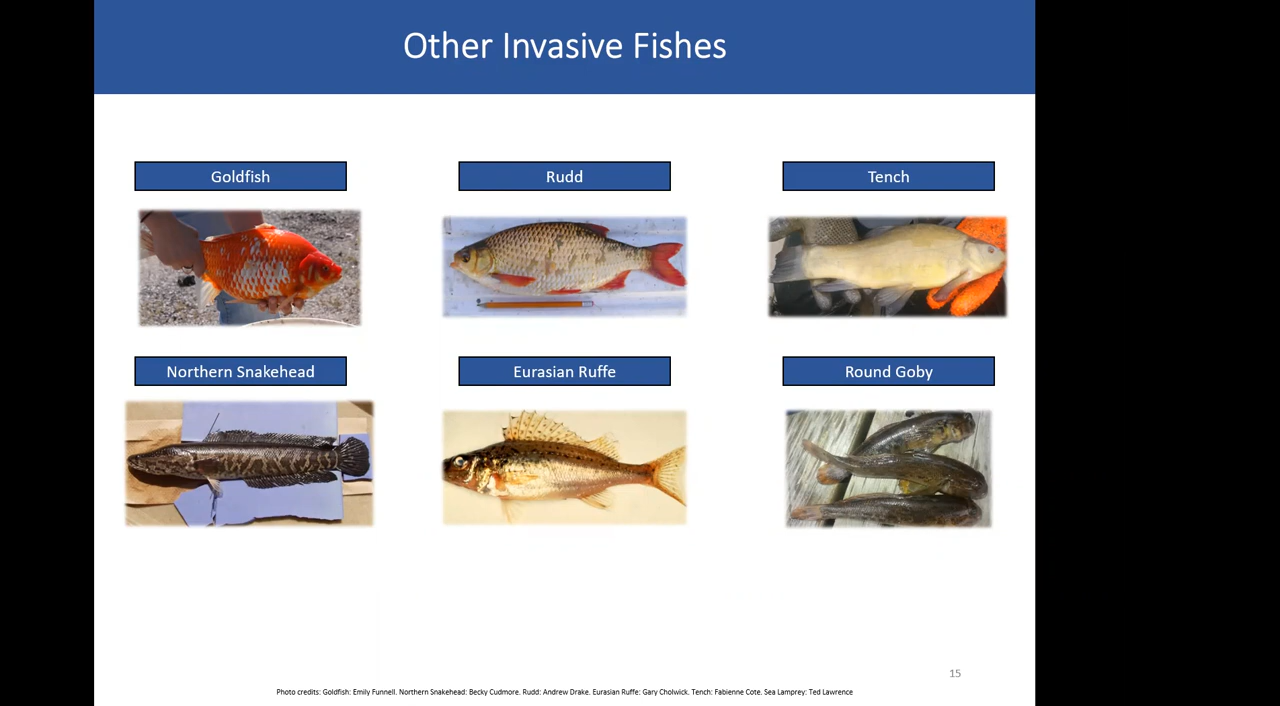 Other Invasive Fishes
Goldfish
Rudd
Tench
Northern Snakehead
Eurasian Ruffe
Round Goby
15
Photo credits: Goldfish: Emily Funnell. Northern Snakehead: Becky Cudmore. Rudd: Andrew Drake. Eurasian Ruffe: Gary Cholwick. Tench: Fabienne Cote. Sea Lamprey: Ted Lawrence